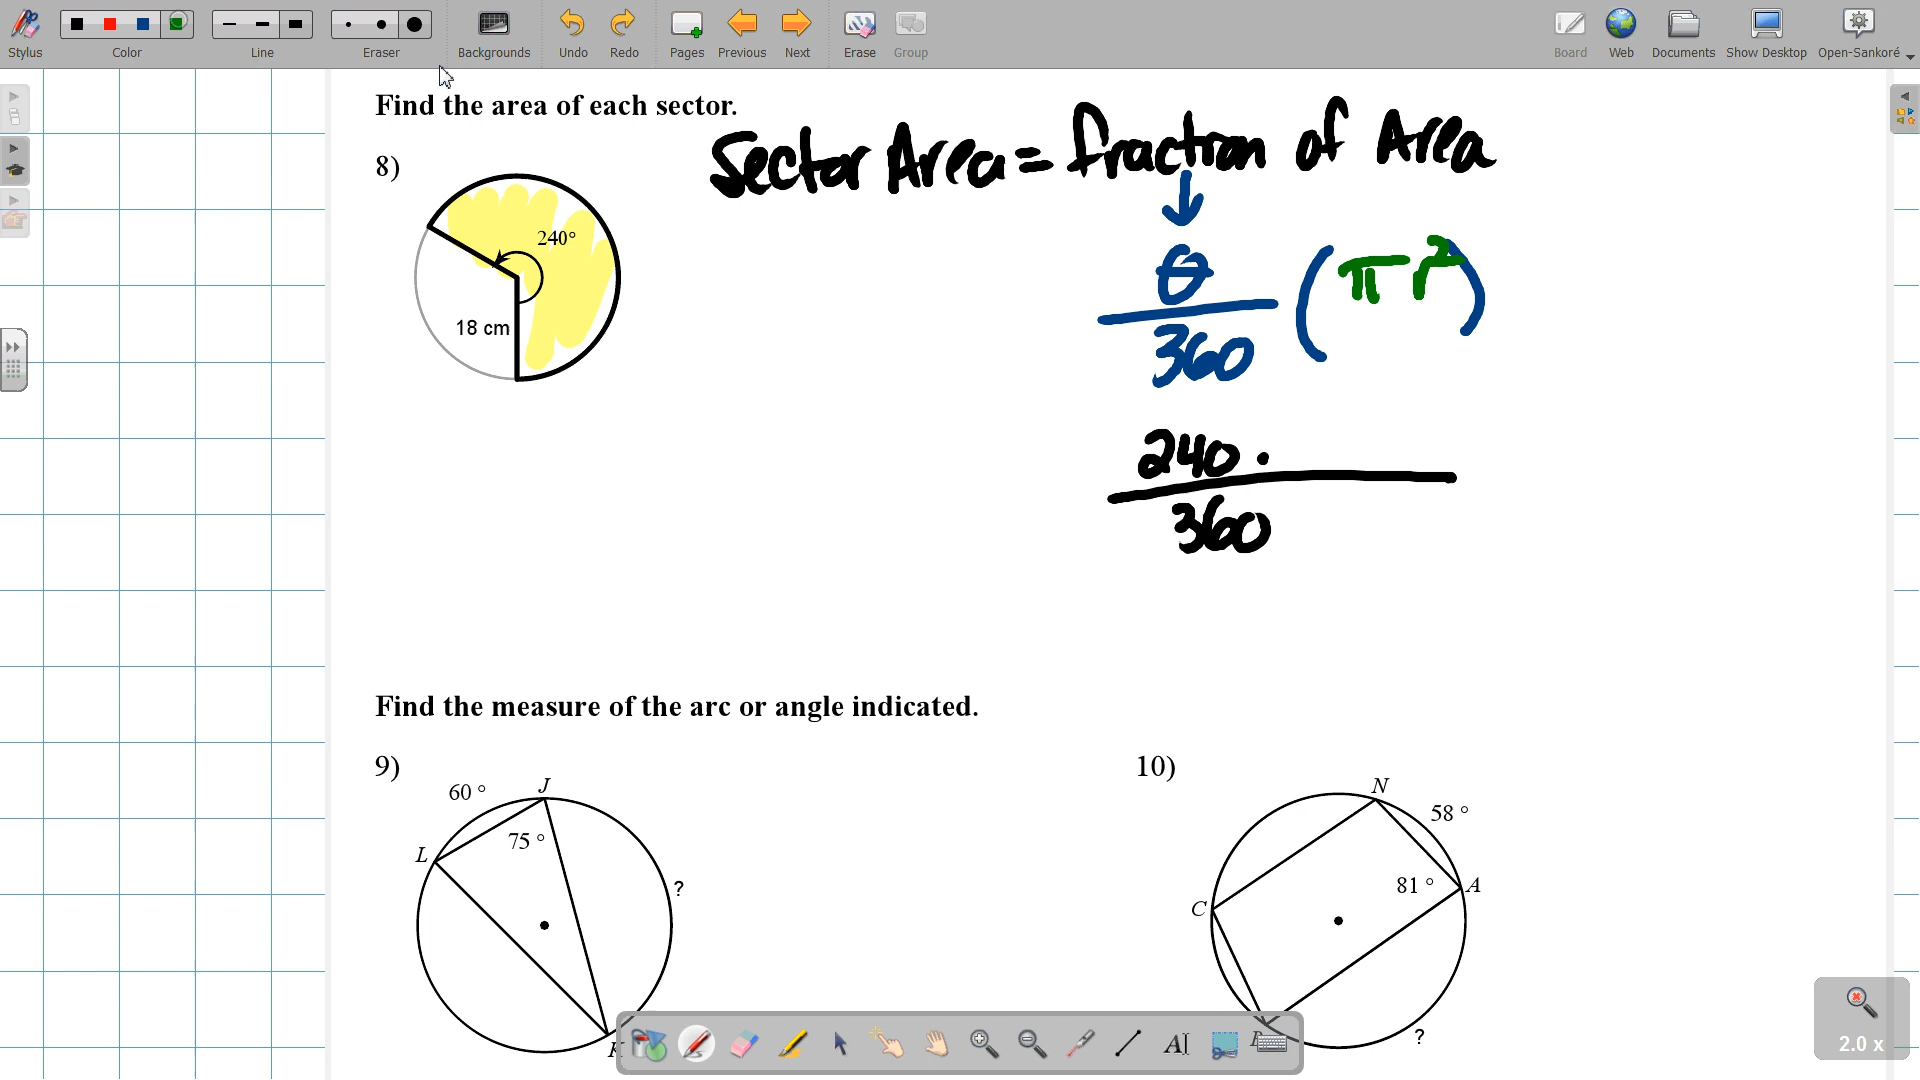 Stylus Color Line Eraser Backgrounds Undo Redo Pages Previous Next Erase Group Board Web Documents Show Desktop Open-Sankoré
Find the area of each sector.
Sector Area = fraction of Area
8)
240°
18 cm
θ
360
(πr²)
240 ·
360
Find the measure of the arc or angle indicated.
9)
60 °
J
75 °
L
?
K
10)
N
58 °
81 °
A
C
?
2.0 x